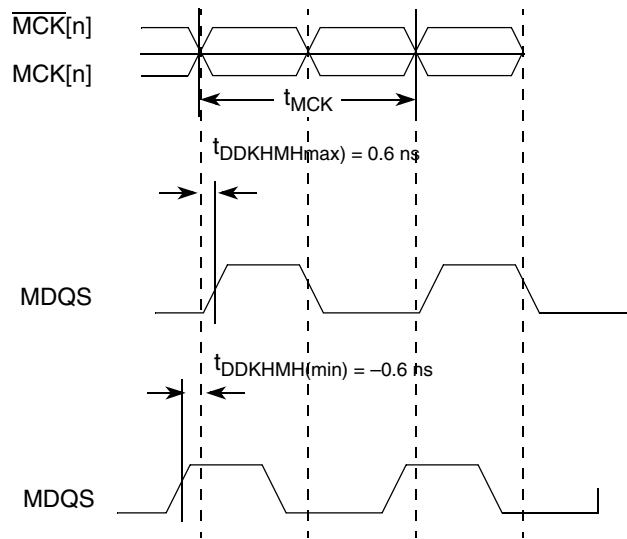 MCK[n]
MCK[n]
tMCK
tDDKHMHmax) = 0.6 ns
MDQS
tDDKHMH(min) = –0.6 ns
MDQS